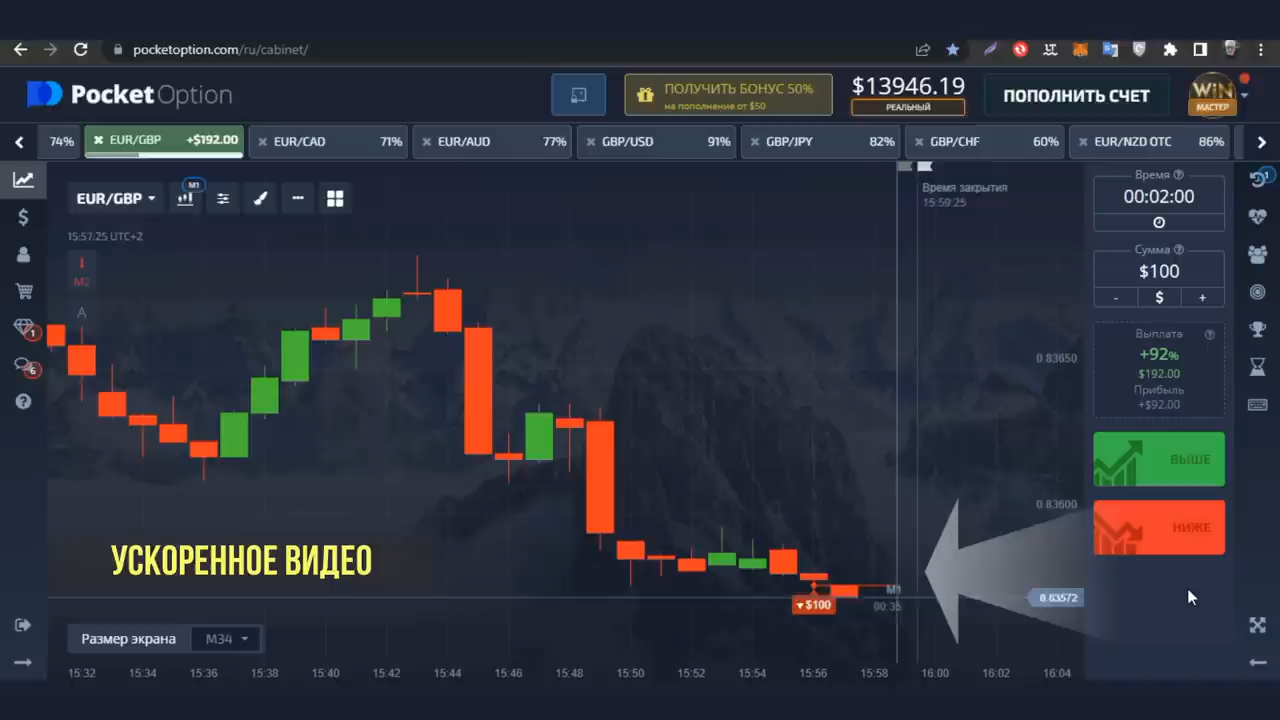 pocketoption.com/ru/cabinet/
PocketOption
ПОЛУЧИТЬ БОНУС 50%
на пополнение от $50
$13946.19
РЕАЛЬНЫЙ
ПОПОЛНИТЬ СЧЕТ
WiN
МАСТЕР
74%
EUR/GBP +$192.00
EUR/CAD 71%
EUR/AUD 77%
GBP/USD 91%
GBP/JPY 82%
GBP/CHF 60%
EUR/NZD OTC 86%
EUR/GBP
M1
15:57:25 UTC+2
M2
A
Время закрытия
15:59:25
Время
00:02:00
Сумма
$100
- $ +
Выплата
+92%
$192.00
Прибыль
+$92.00
ВЫШЕ
НИЖЕ
0.83650
0.83600
0.83572
M1
00:35
$100
УСКОРЕННОЕ ВИДЕО
Размер экрана M34
15:32 15:34 15:36 15:38 15:40 15:42 15:44 15:46 15:48 15:50 15:52 15:54 15:56 15:58 16:00 16:02 16:04
1
6
1